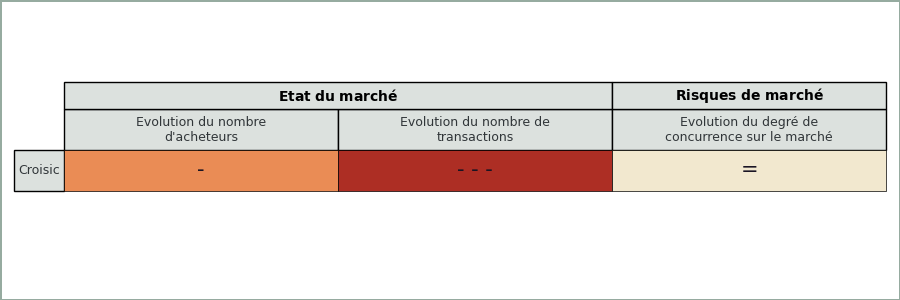 Etat du marché
Risques de marché
Evolution du nombre
d'acheteurs
Evolution du nombre de
transactions
Evolution du degré de
concurrence sur le marché
Croisic
-
- - -
=